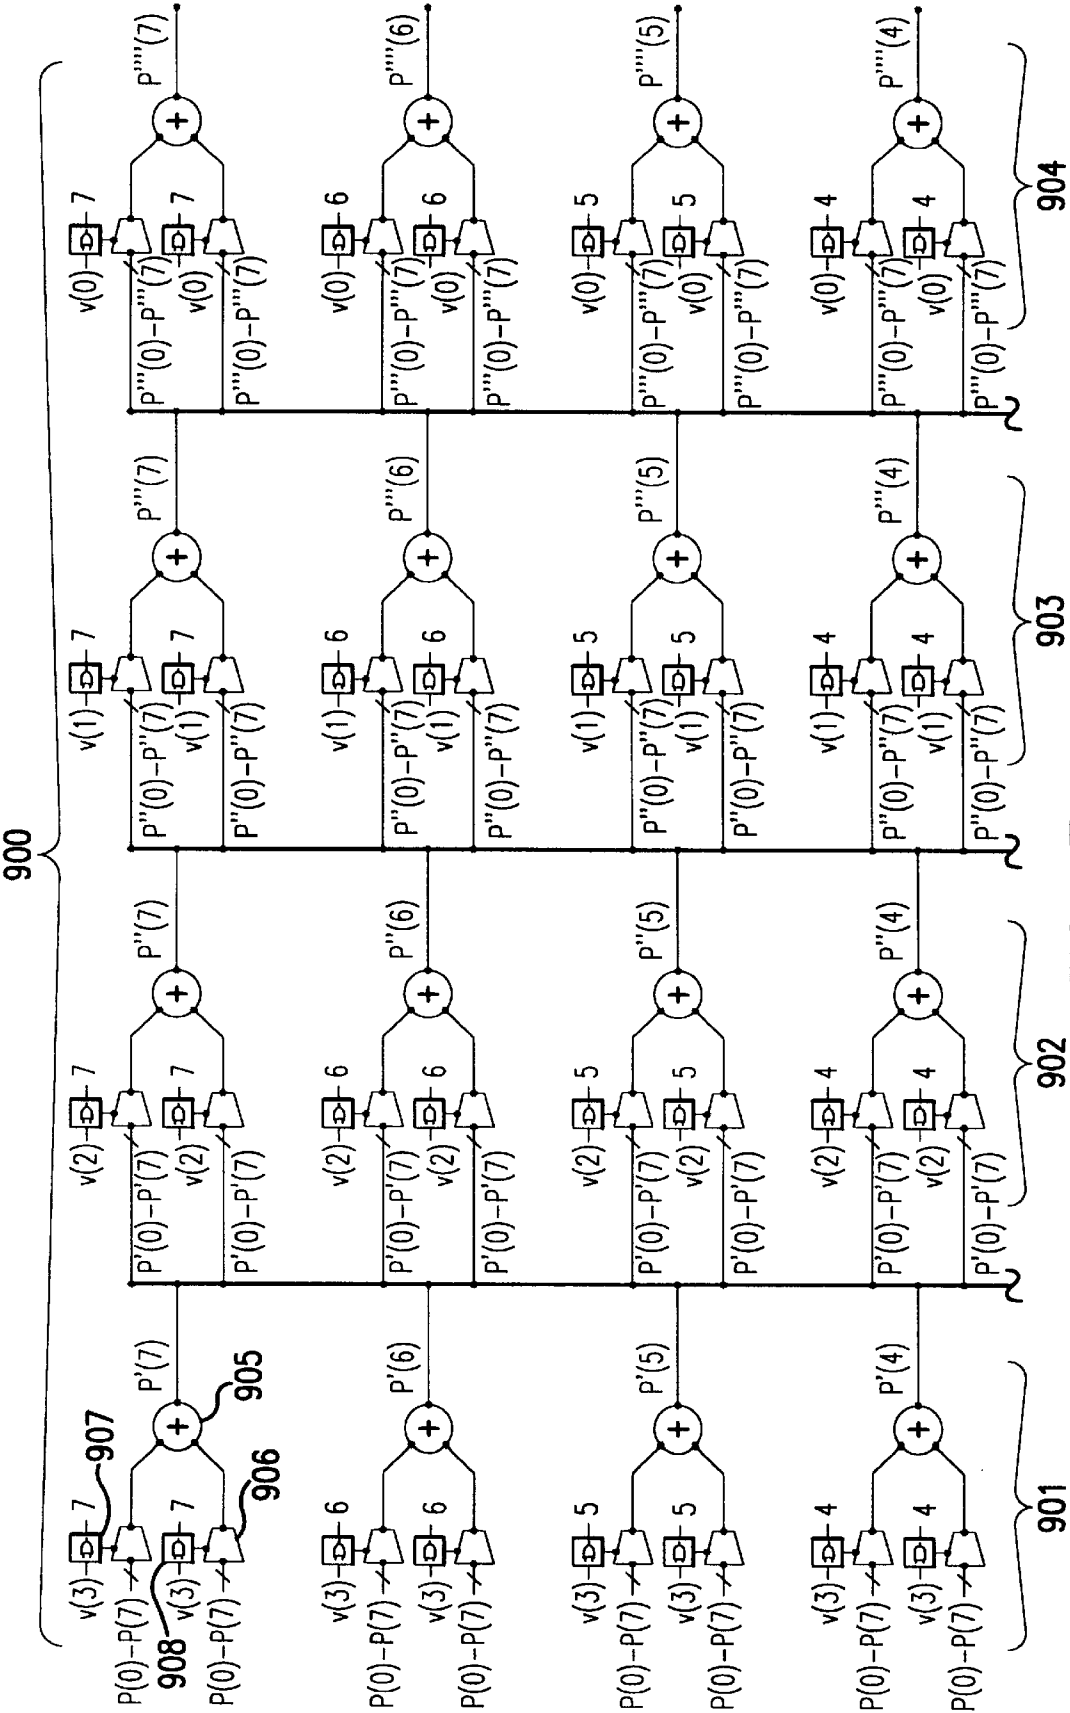 900
v(3) 7 907 v(2) 7 v(1) 7 v(0) 7
P(0)–P(7) P'(7) P'(0)–P'(7) P''(7) P''(0)–P''(7) P'''(7) P'''(0)–P'''(7) P''''(7)
908 v(3) 7 + 905 v(2) 7 + v(1) 7 + v(0) 7 +
P(0)–P(7) 906 P'(0)–P'(7) P''(0)–P''(7) P'''(0)–P'''(7)
v(3) 6 v(2) 6 v(1) 6 v(0) 6
P(0)–P(7) P'(6) P'(0)–P'(7) P''(6) P''(0)–P''(7) P'''(6) P'''(0)–P'''(7) P''''(6)
v(3) 6 + v(2) 6 + v(1) 6 + v(0) 6 +
P(0)–P(7) P'(0)–P'(7) P''(0)–P''(7) P'''(0)–P'''(7)
v(3) 5 v(2) 5 v(1) 5 v(0) 5
P(0)–P(7) P'(5) P'(0)–P'(7) P''(5) P''(0)–P''(7) P'''(5) P'''(0)–P'''(7) P''''(5)
v(3) 5 + v(2) 5 + v(1) 5 + v(0) 5 +
P(0)–P(7) P'(0)–P'(7) P''(0)–P''(7) P'''(0)–P'''(7)
v(3) 4 v(2) 4 v(1) 4 v(0) 4
P(0)–P(7) P'(4) P'(0)–P'(7) P''(4) P''(0)–P''(7) P'''(4) P'''(0)–P'''(7) P''''(4)
v(3) 4 + v(2) 4 + v(1) 4 + v(0) 4 +
P(0)–P(7) P'(0)–P'(7) P''(0)–P''(7) P'''(0)–P'''(7)
901 902 903 904